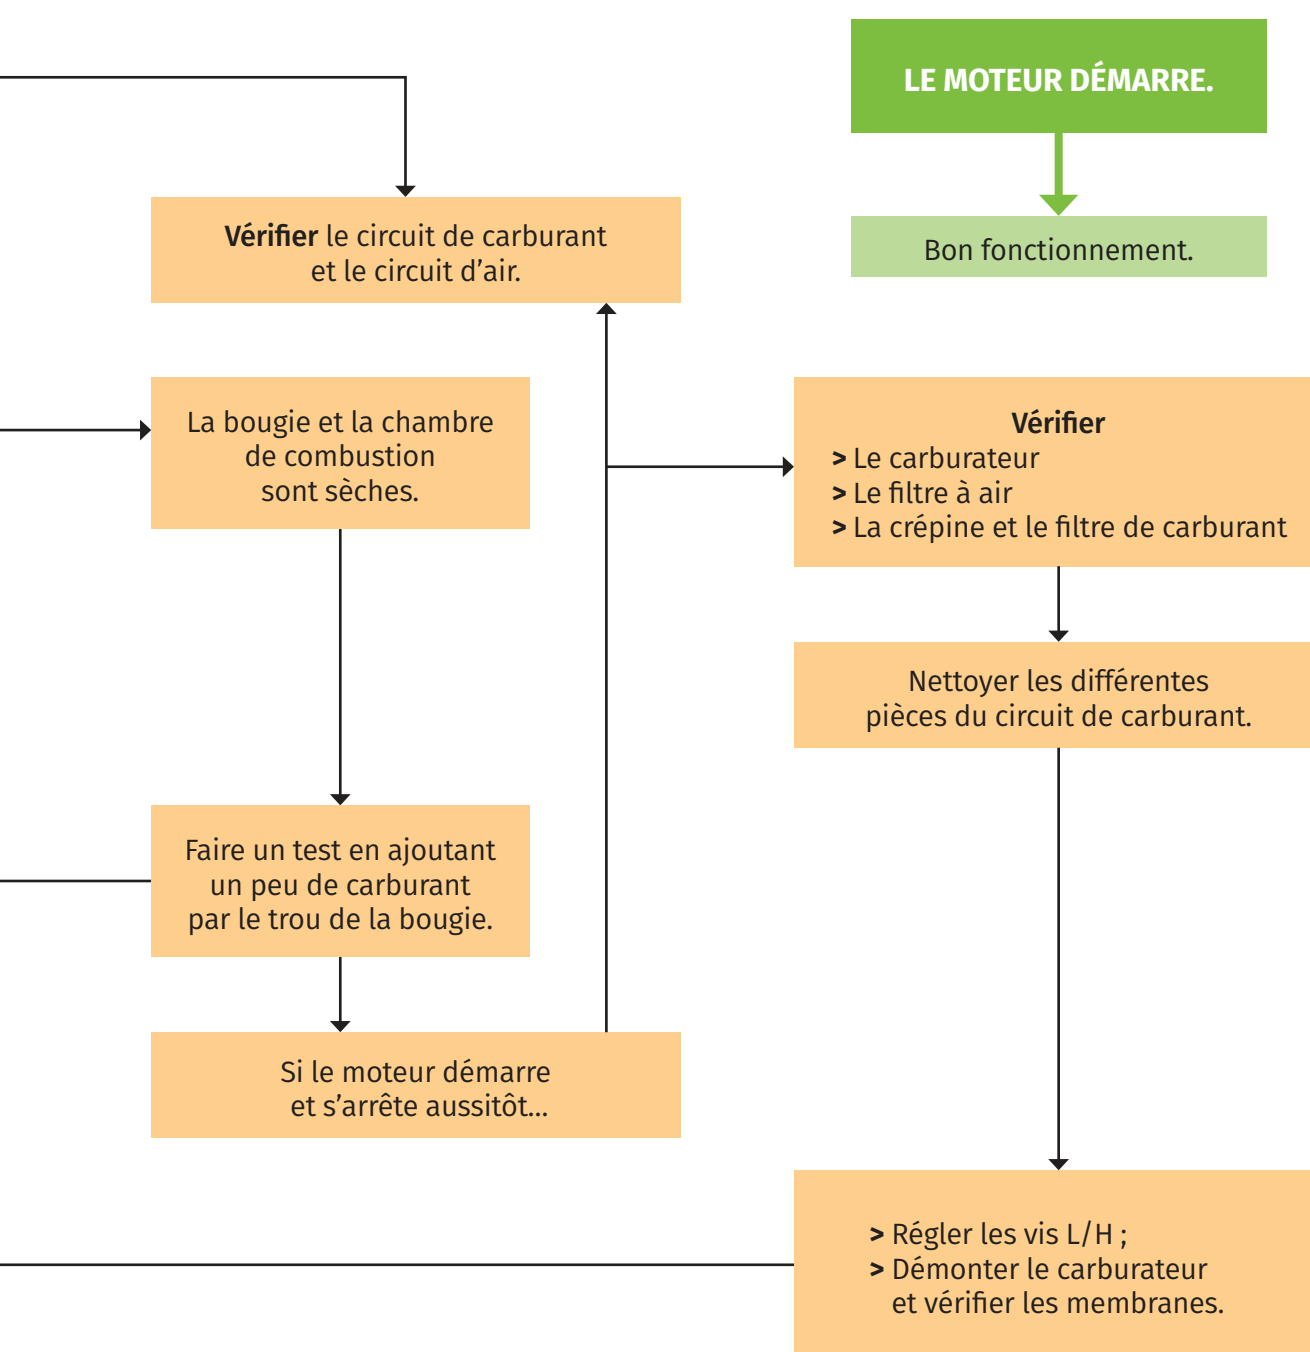 LE MOTEUR DÉMARRE.
Bon fonctionnement.
Vérifier le circuit de carburant
et le circuit d’air.
La bougie et la chambre
de combustion
sont sèches.
Vérifier
> Le carburateur
> Le filtre à air
> La crépine et le filtre de carburant
Nettoyer les différentes
pièces du circuit de carburant.
Faire un test en ajoutant
un peu de carburant
par le trou de la bougie.
Si le moteur démarre
et s’arrête aussitôt…
> Régler les vis L/H ;
> Démonter le carburateur
et vérifier les membranes.